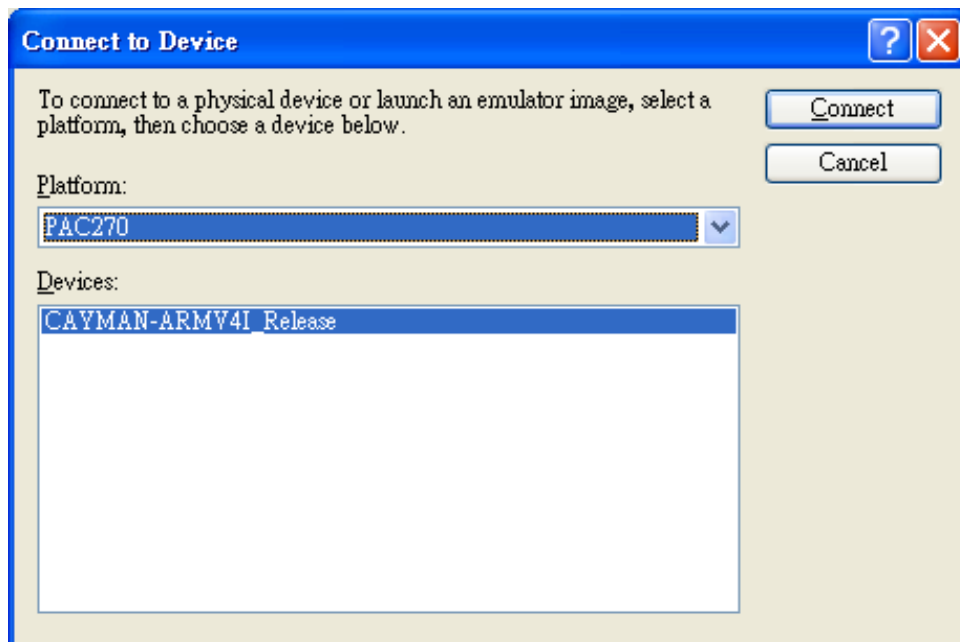 Connect to Device
To connect to a physical device or launch an emulator image, select a
platform, then choose a device below.
Connect
Cancel
Platform:
PAC270
Devices:
CAYMAN-ARMV4I_Release